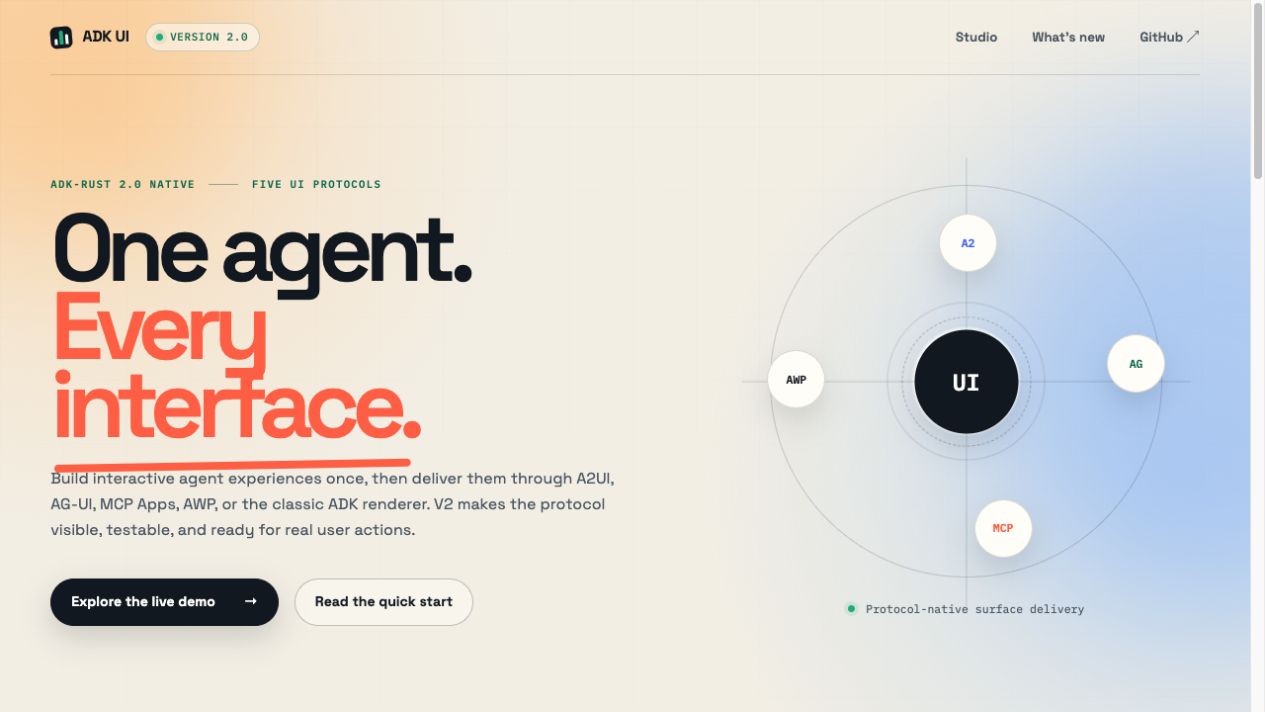 ADK UI
VERSION 2.0
Studio
What's new
GitHub ↗
ADK-RUST 2.0 NATIVE
FIVE UI PROTOCOLS
One agent.
Every
interface.
Build interactive agent experiences once, then deliver them through A2UI,
AG-UI, MCP Apps, AWP, or the classic ADK renderer. V2 makes the protocol
visible, testable, and ready for real user actions.
Explore the live demo →
Read the quick start
A2
AWP
UI
AG
MCP
Protocol-native surface delivery